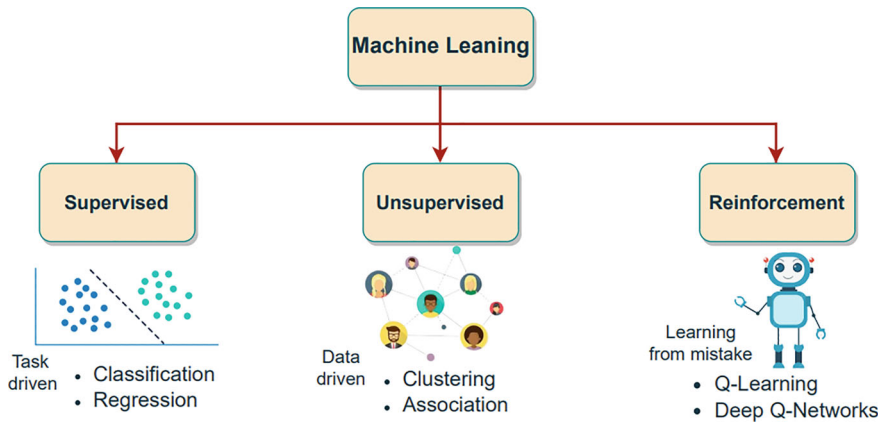 Machine Leaning
Supervised
Unsupervised
Reinforcement
Task
driven
• Classification
• Regression
Data
driven
• Clustering
• Association
Learning
from mistake
• Q-Learning
• Deep Q-Networks